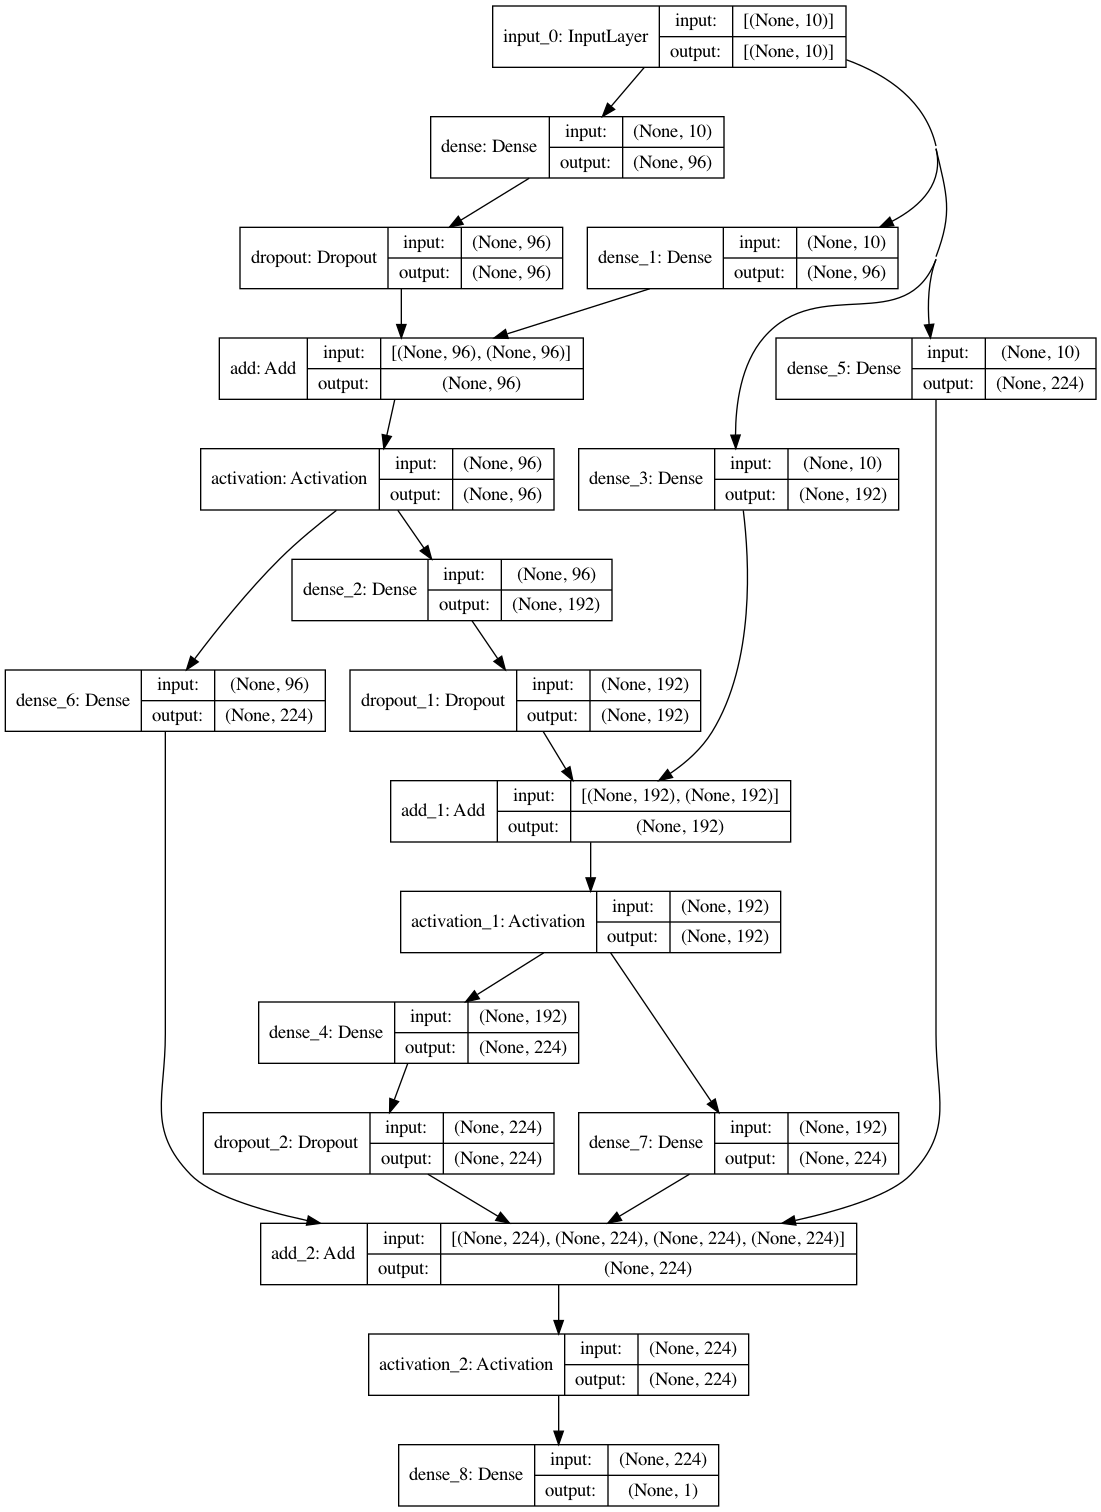 input_0: InputLayer
input: [(None, 10)]
output: [(None, 10)]
dense: Dense
input: (None, 10)
output: (None, 96)
dropout: Dropout
input: (None, 96)
output: (None, 96)
dense_1: Dense
input: (None, 10)
output: (None, 96)
add: Add
input: [(None, 96), (None, 96)]
output: (None, 96)
dense_5: Dense
input: (None, 10)
output: (None, 224)
activation: Activation
input: (None, 96)
output: (None, 96)
dense_3: Dense
input: (None, 10)
output: (None, 192)
dense_2: Dense
input: (None, 96)
output: (None, 192)
dense_6: Dense
input: (None, 96)
output: (None, 224)
dropout_1: Dropout
input: (None, 192)
output: (None, 192)
add_1: Add
input: [(None, 192), (None, 192)]
output: (None, 192)
activation_1: Activation
input: (None, 192)
output: (None, 192)
dense_4: Dense
input: (None, 192)
output: (None, 224)
dropout_2: Dropout
input: (None, 224)
output: (None, 224)
dense_7: Dense
input: (None, 192)
output: (None, 224)
add_2: Add
input: [(None, 224), (None, 224), (None, 224), (None, 224)]
output: (None, 224)
activation_2: Activation
input: (None, 224)
output: (None, 224)
dense_8: Dense
input: (None, 224)
output: (None, 1)